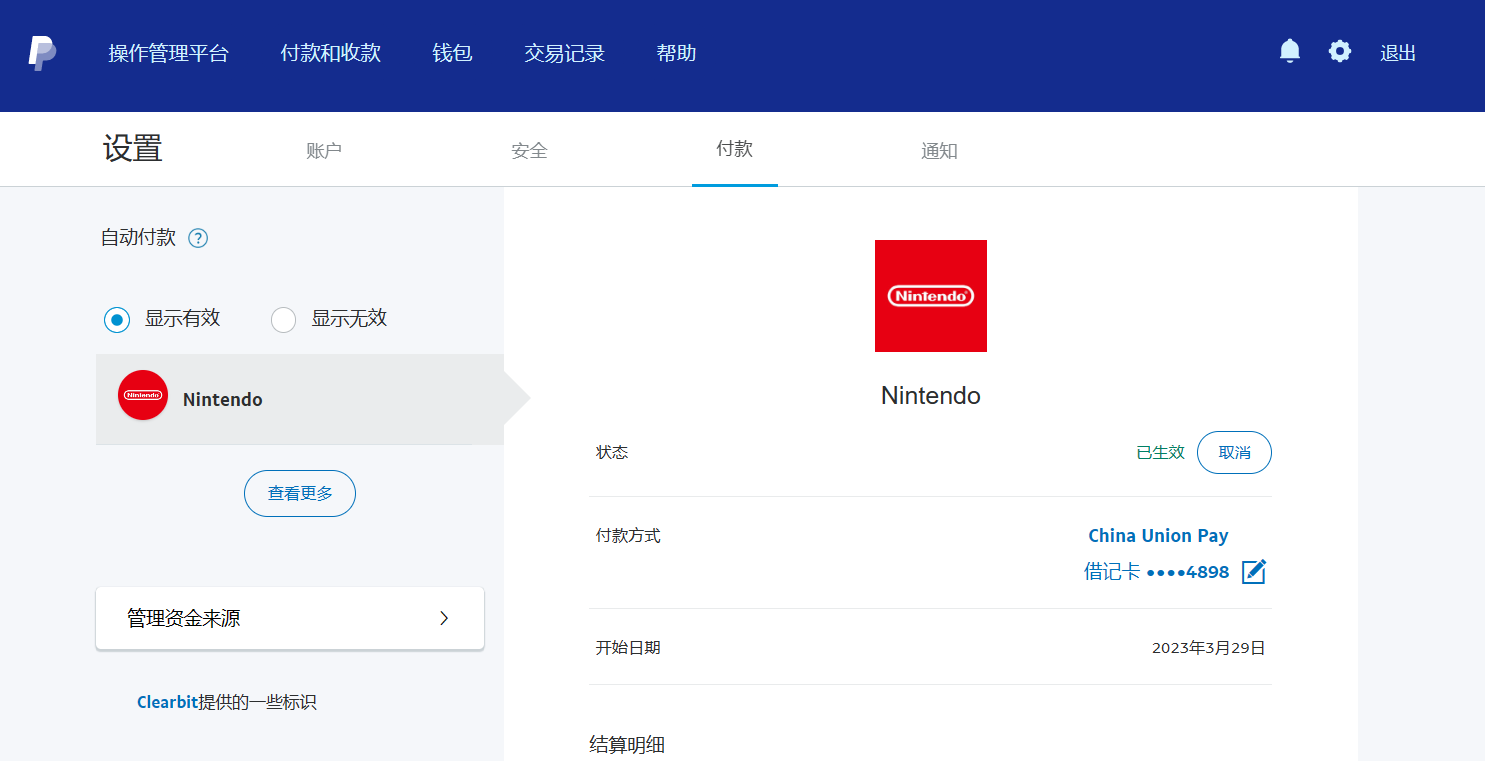 操作管理平台 付款和收款 钱包 交易记录 帮助 退出
设置 账户 安全 付款 通知
自动付款 ?
显示有效 显示无效
Nintendo
Nintendo
查看更多
管理资金来源
Clearbit提供的一些标识
Nintendo
Nintendo
状态 已生效 取消
付款方式 China Union Pay
借记卡 ••••4898
开始日期 2023年3月29日
结算明细